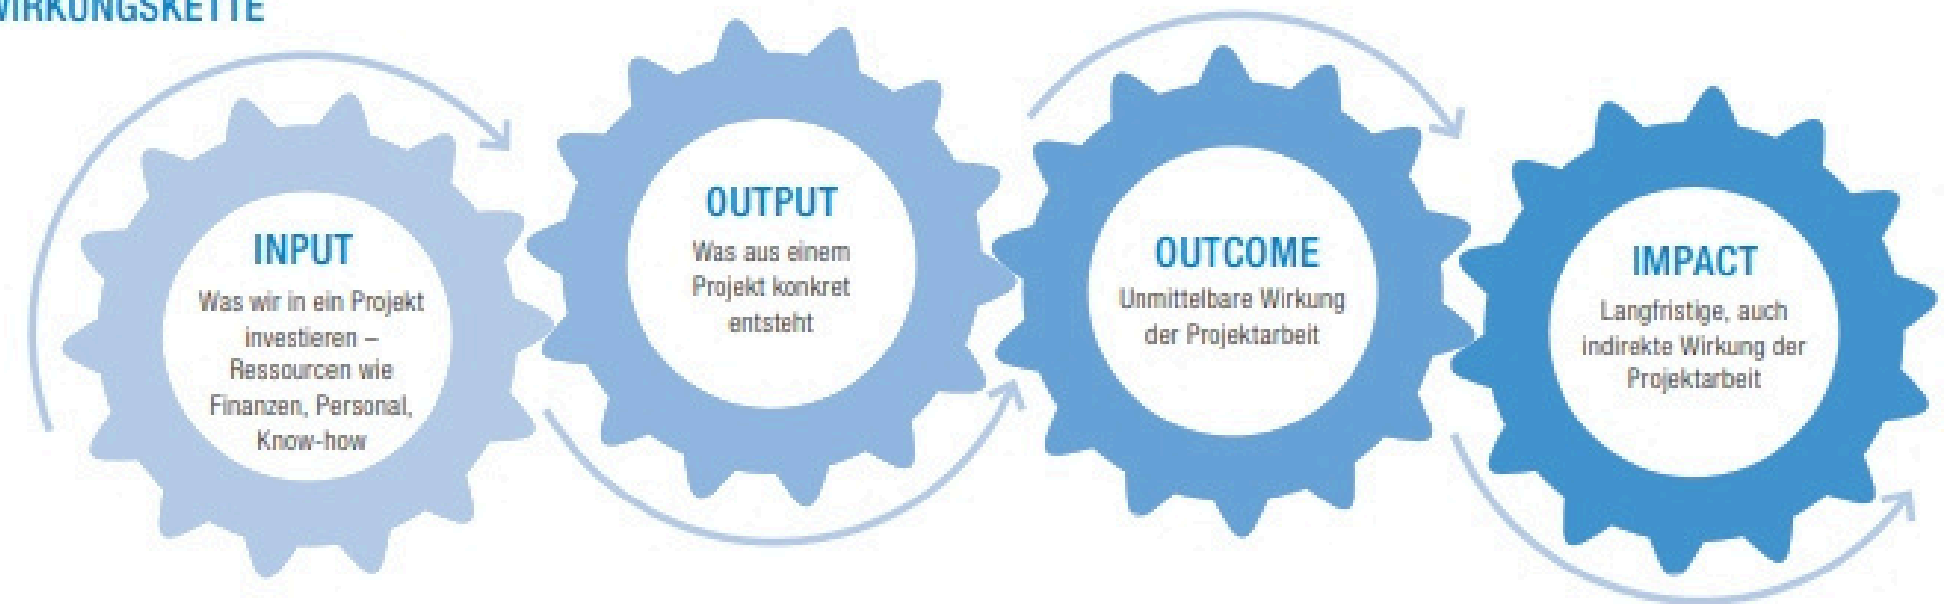 WIRKUNGSKETTE
INPUT
Was wir in ein Projekt
investieren –
Ressourcen wie
Finanzen, Personal,
Know-how
OUTPUT
Was aus einem
Projekt konkret
entsteht
OUTCOME
Unmittelbare Wirkung
der Projektarbeit
IMPACT
Langfristige, auch
indirekte Wirkung der
Projektarbeit